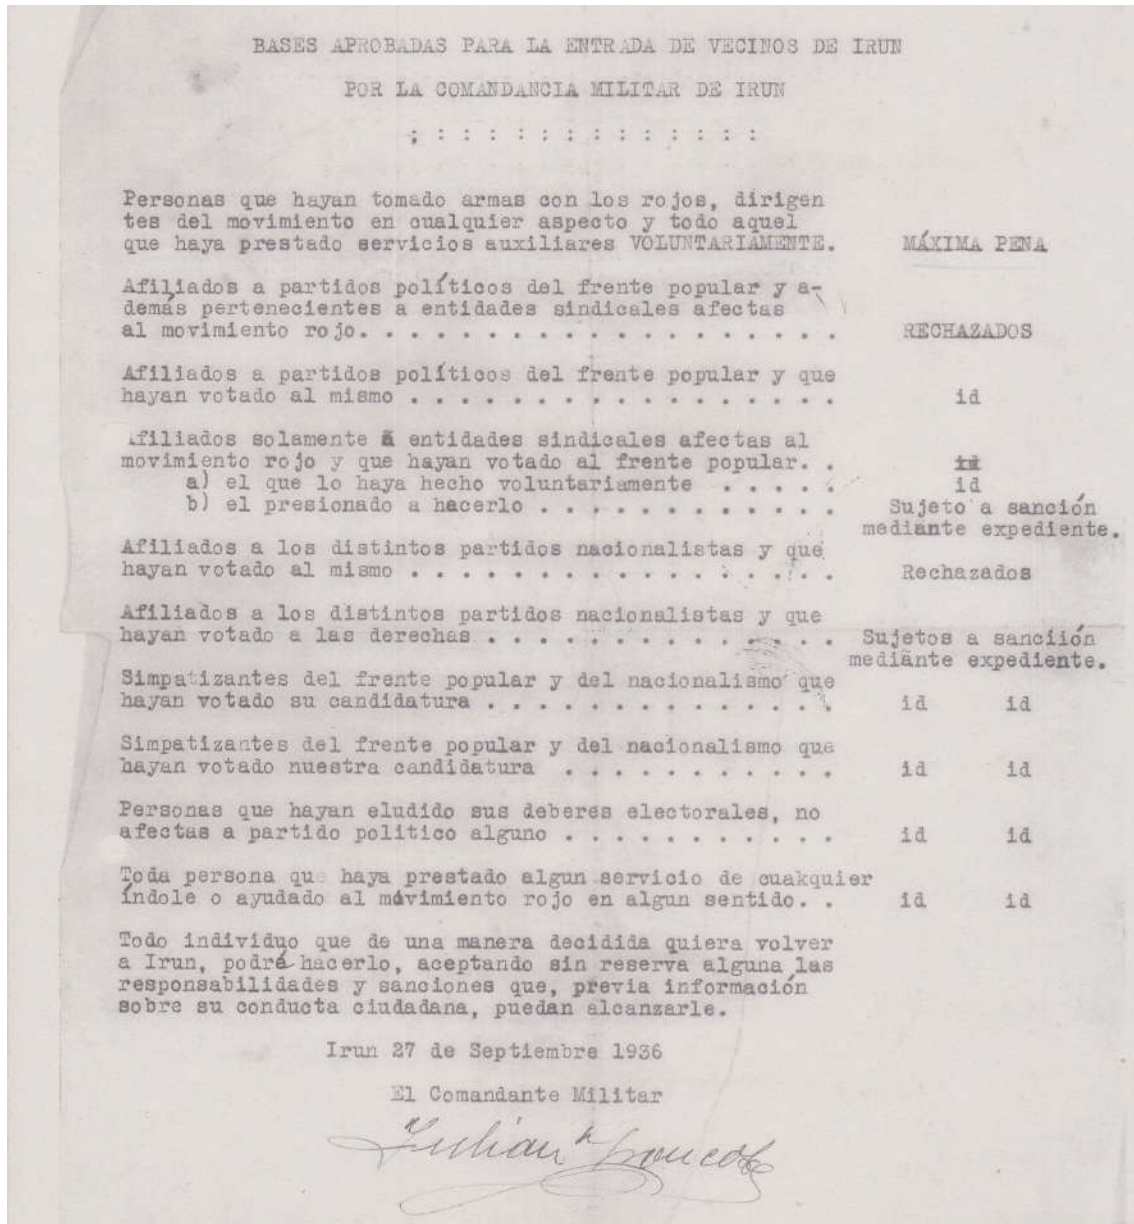 BASES APROBADAS PARA LA ENTRADA DE VECINOS DE IRUN
POR LA COMANDANCIA MILITAR DE IRUN
; : : : : : : : : : : : : :
Personas que hayan tomado armas con los rojos, dirigen
tes del movimiento en cualquier aspecto y todo aquel
que haya prestado servicios auxiliares VOLUNTARIAMENTE. MÁXIMA PENA
Afiliados a partidos políticos del frente popular y a-
demás pertenecientes a entidades sindicales afectas
al movimiento rojo. . . . . . . . . . . . . . . . . . . RECHAZADOS
Afiliados a partidos políticos del frente popular y que
hayan votado al mismo . . . . . . . . . . . . . . . . . id
Afiliados solamente a entidades sindicales afectas al
movimiento rojo y que hayan votado al frente popular. . id
a) el que lo haya hecho voluntariamente . . . . . id
b) el presionado a hacerlo . . . . . . . . . . . . Sujeto a sanción
mediante expediente.
Afiliados a los distintos partidos nacionalistas y que
hayan votado al mismo . . . . . . . . . . . . . . . . . Rechazados
Afiliados a los distintos partidos nacionalistas y que
hayan votado a las derechas . . . . . . . . . . . . . . Sujetos a sanciión
mediante expediente.
Simpatizantes del frente popular y del nacionalismo que
hayan votado su candidatura . . . . . . . . . . . . . . id id
Simpatizantes del frente popular y del nacionalismo que
hayan votado nuestra candidatura . . . . . . . . . . . id id
Personas que hayan eludido sus deberes electorales, no
afectas a partido politico alguno . . . . . . . . . . . id id
Toda persona que haya prestado algun servicio de cuakquier
índole o ayudado al movimiento rojo en algun sentido. . id id
Todo individuo que de una manera decidida quiera volver
a Irun, podrá hacerlo, aceptando sin reserva alguna las
responsabilidades y sanciones que, previa información
sobre su conducta ciudadana, puedan alcanzarle.
Irun 27 de Septiembre 1936
El Comandante Militar
Julian